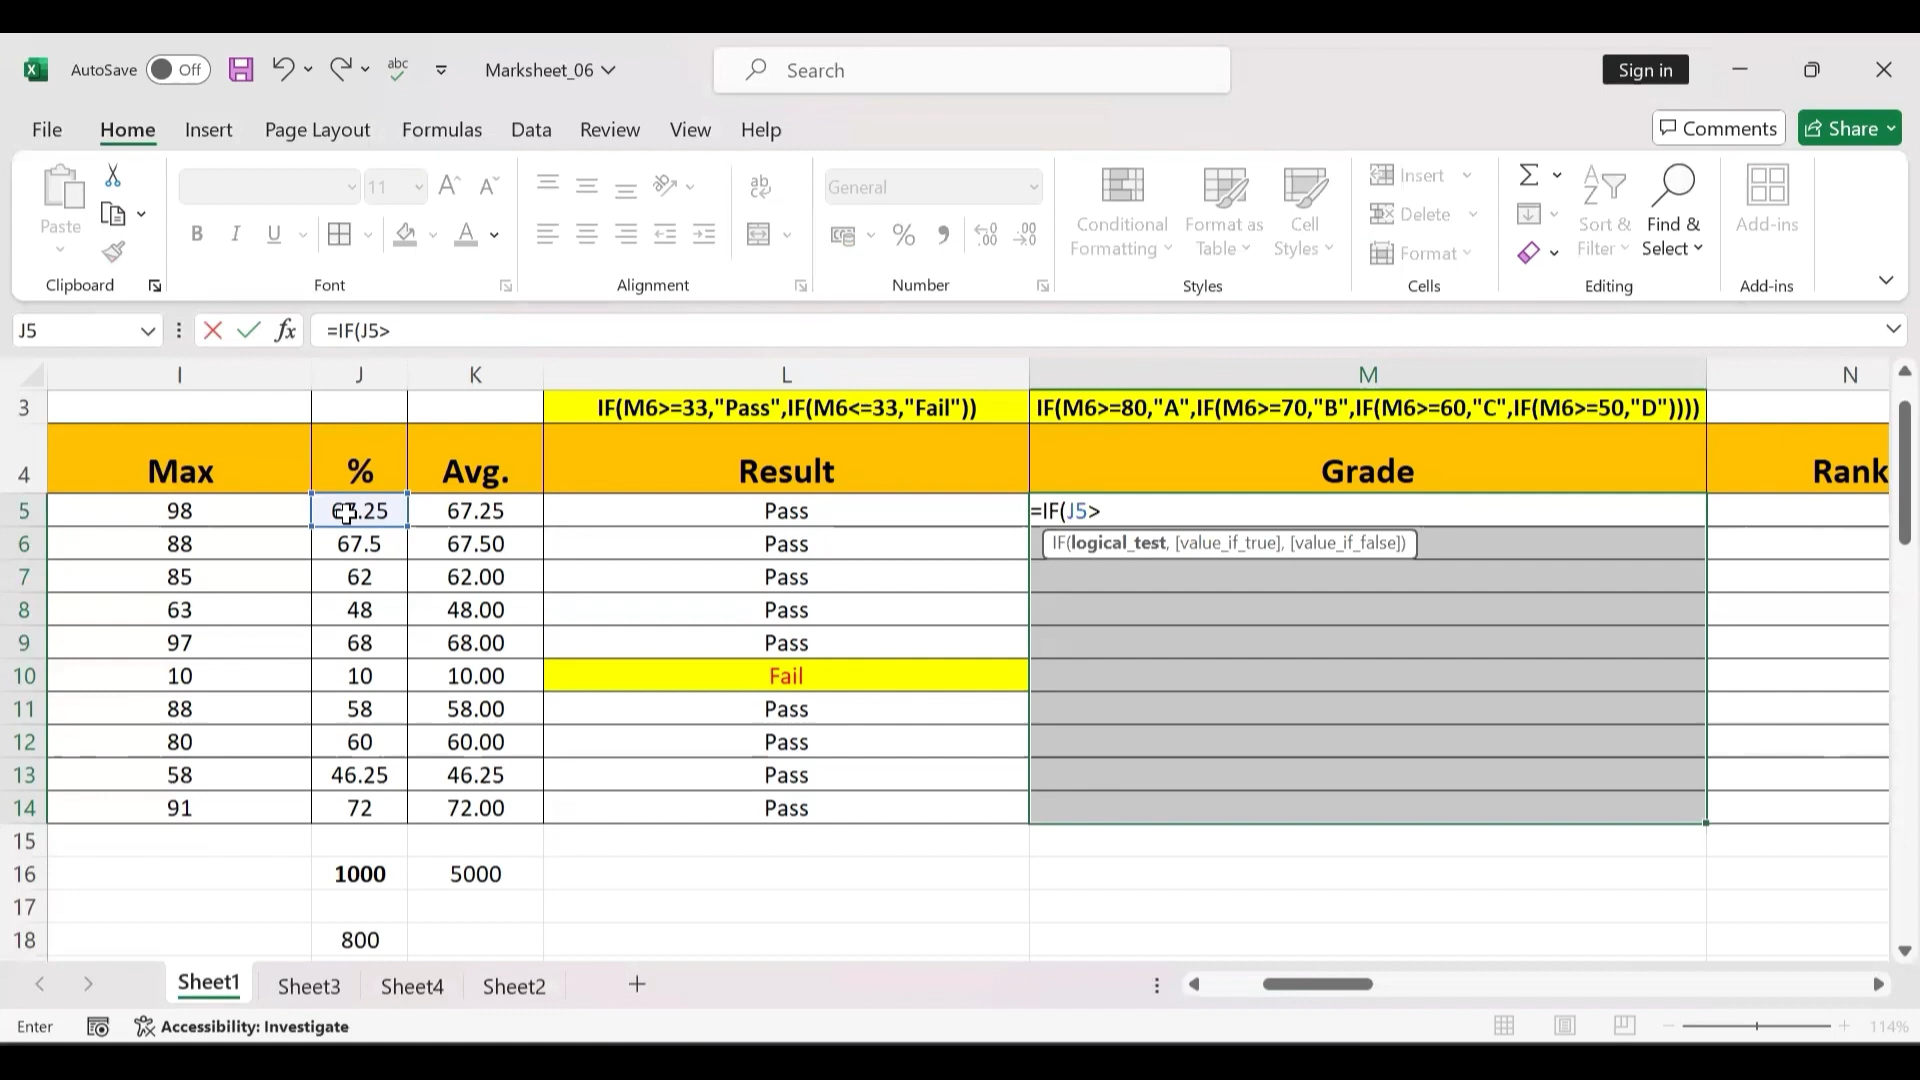 AutoSave Off abc Marksheet_06 Search Sign in
File Home Insert Page Layout Formulas Data Review View Help Comments Share
Paste 11 A A ab General Conditional Formatting Format as Table Cell Styles Insert Delete Format Sort & Filter Find & Select Add-ins
B I U A % .00
Clipboard Font Alignment Number Styles Cells Editing Add-ins
J5 fx =IF(J5>
I J K L M N
3 IF(M6>=33,"Pass",IF(M6<=33,"Fail")) IF(M6>=80,"A",IF(M6>=70,"B",IF(M6>=60,"C",IF(M6>=50,"D"))))
4 Max % Avg. Result Grade Rank
5 98 67.25 67.25 Pass =IF(J5>
6 88 67.5 67.50 Pass IF(logical_test, [value_if_true], [value_if_false])
7 85 62 62.00 Pass
8 63 48 48.00 Pass
9 97 68 68.00 Pass
10 10 10 10.00 Fail
11 88 58 58.00 Pass
12 80 60 60.00 Pass
13 58 46.25 46.25 Pass
14 91 72 72.00 Pass
15
16 1000 5000
17
18 800
Sheet1 Sheet3 Sheet4 Sheet2
Enter Accessibility: Investigate 114%